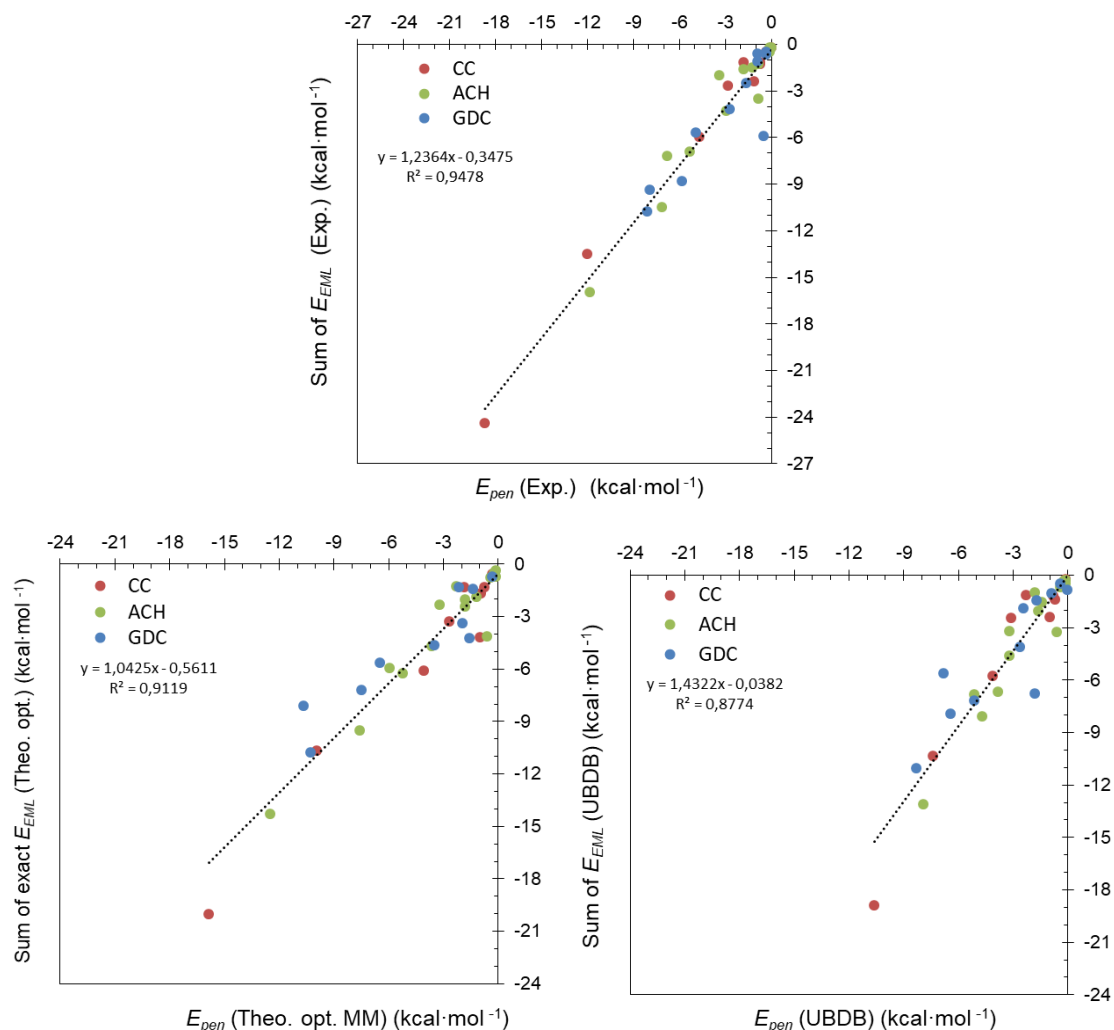 -27 -24 -21 -18 -15 -12 -9 -6 -3 0
0
-3
-6
-9
-12
-15
-18
-21
-24
-27
CC
ACH
GDC
y = 1,2364x - 0,3475
R² = 0,9478
Sum of E_EML (Exp.) (kcal·mol⁻¹)
E_pen (Exp.) (kcal·mol⁻¹)
-24 -21 -18 -15 -12 -9 -6 -3 0
0
-3
-6
-9
-12
-15
-18
-21
-24
CC
ACH
GDC
y = 1,0425x - 0,5611
R² = 0,9119
Sum of exact E_EML (Theo. opt.) (kcal·mol⁻¹)
E_pen (Theo. opt. MM) (kcal·mol⁻¹)
-24 -21 -18 -15 -12 -9 -6 -3 0
0
-3
-6
-9
-12
-15
-18
-21
-24
CC
ACH
GDC
y = 1,4322x - 0,0382
R² = 0,8774
Sum of E_EML (UBDB) (kcal·mol⁻¹)
E_pen (UBDB) (kcal·mol⁻¹)